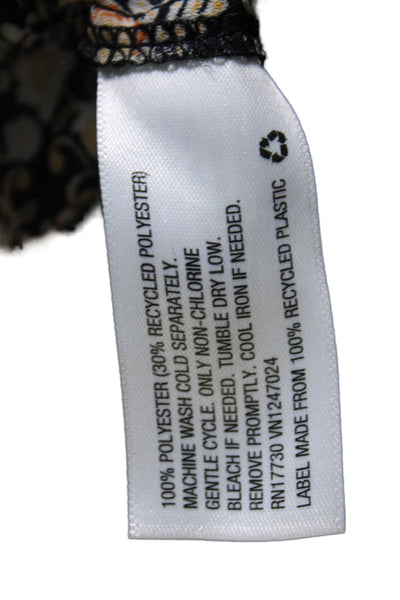 100% POLYESTER (30% RECYCLED POLYESTER)
MACHINE WASH COLD SEPARATELY.
GENTLE CYCLE. ONLY NON-CHLORINE
BLEACH IF NEEDED. TUMBLE DRY LOW.
REMOVE PROMPTLY. COOL IRON IF NEEDED.
RN17730 VN1247024
LABEL MADE FROM 100% RECYCLED PLASTIC